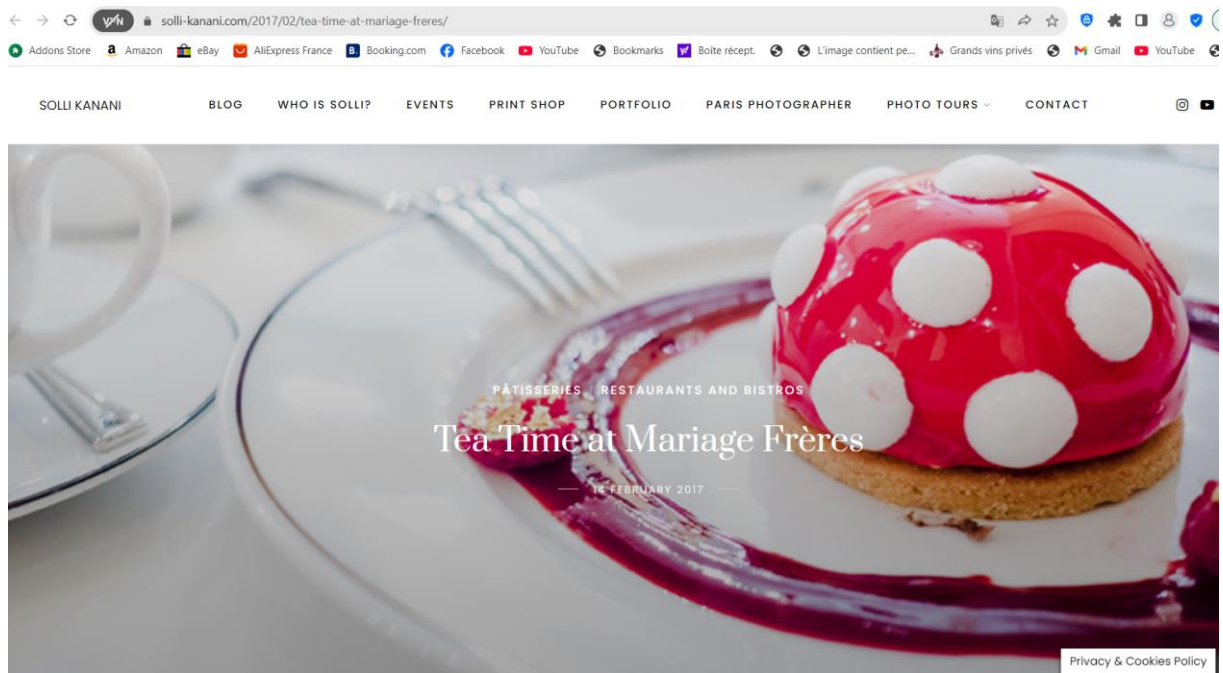 VPN solli-kanani.com/2017/02/tea-time-at-mariage-freres/
Addons Store a Amazon eBay AliExpress France B. Booking.com Facebook YouTube Bookmarks Boîte récept. L'image contient pe... Grands vins privés Gmail YouTube
SOLLI KANANI BLOG WHO IS SOLLI? EVENTS PRINT SHOP PORTFOLIO PARIS PHOTOGRAPHER PHOTO TOURS CONTACT
PÂTISSERIES RESTAURANTS AND BISTROS
Tea Time at Mariage Frères
14 FEBRUARY 2017
Privacy & Cookies Policy